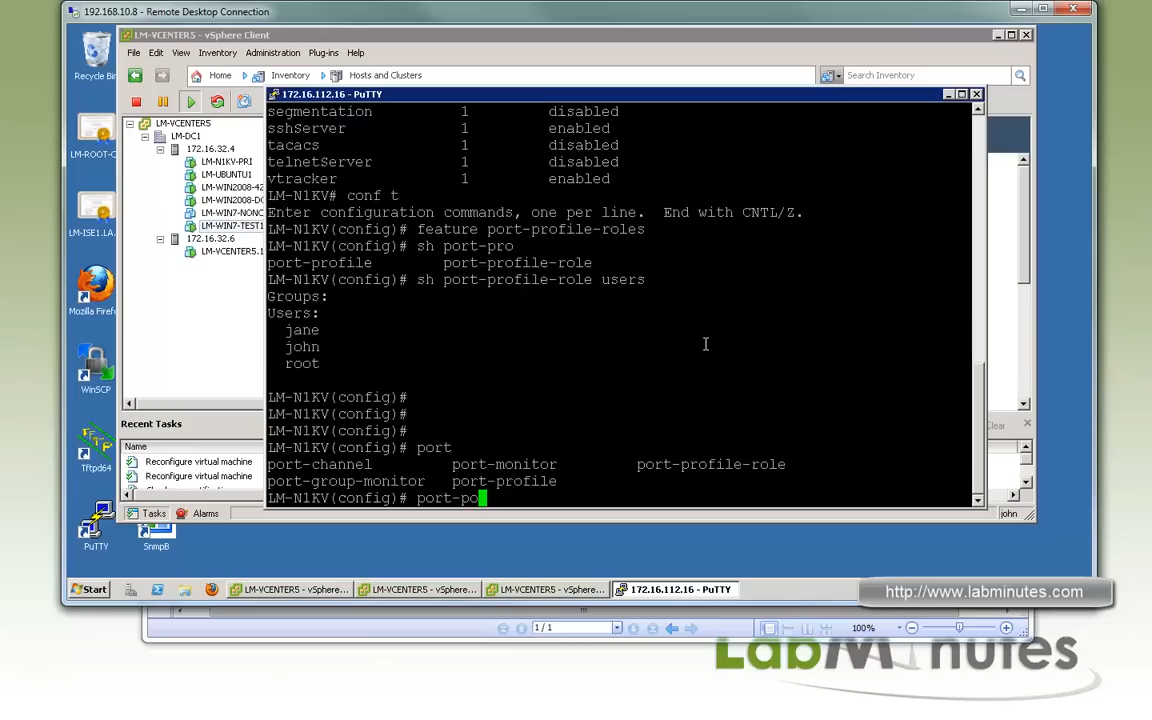 192.168.10.8 - Remote Desktop Connection
LM-VCENTER5 - vSphere Client
File Edit View Inventory Administration Plug-ins Help
Home Inventory Hosts and Clusters
Search Inventory
Recycle Bin
LM-ROOT-C
LM-ISE1.LA.
Mozilla Firef
WinSCP
Tftpd64
PuTTY
SnmpB
LM-VCENTER5
LM-DC1
172.16.32.4
LM-N1KV-PRI
LM-UBUNTU1
LM-WIN2008-42
LM-WIN2008-DC
LM-WIN7-NONC
LM-WIN7-TEST1
172.16.32.6
LM-VCENTER5.1
172.16.112.16 - PuTTY
segmentation 1 disabled
sshServer 1 enabled
tacacs 1 disabled
telnetServer 1 disabled
vtracker 1 enabled
LM-N1KV# conf t
Enter configuration commands, one per line. End with CNTL/Z.
LM-N1KV(config)# feature port-profile-roles
LM-N1KV(config)# sh port-pro
port-profile port-profile-role
LM-N1KV(config)# sh port-profile-role users
Groups:
Users:
jane
john
root
LM-N1KV(config)#
LM-N1KV(config)#
LM-N1KV(config)#
LM-N1KV(config)# port
port-channel port-monitor port-profile-role
port-group-monitor port-profile
LM-N1KV(config)# port-po
Recent Tasks
Clear
Name
Reconfigure virtual machine
Reconfigure virtual machine
Tasks Alarms
john
Start LM-VCENTER5 - vSphere... LM-VCENTER5 - vSphere... LM-VCENTER5 - vSphere... 172.16.112.16 - PuTTY
http://www.labminutes.com
1 / 1
100%
LabMinutes